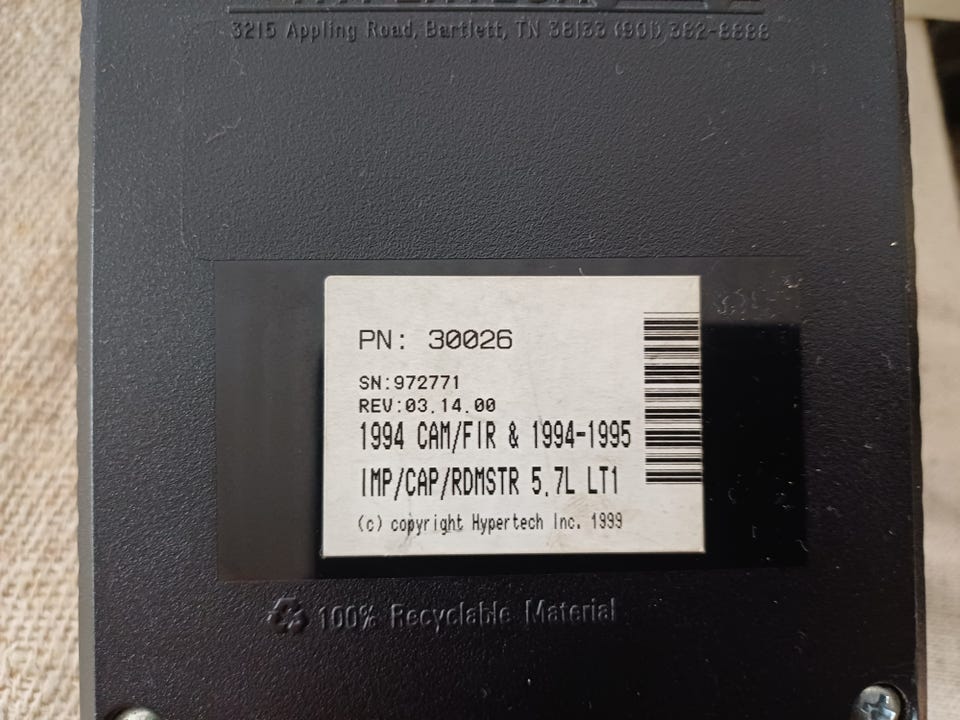 3215 Appling Road, Bartlett, TN 38133 (901) 382-8888
PN: 30026
SN:972771
REV:03.14.00
1994 CAM/FIR & 1994-1995
IMP/CAP/RDMSTR 5.7L LT1
(c) copyright Hypertech Inc. 1999
100% Recyclable Material